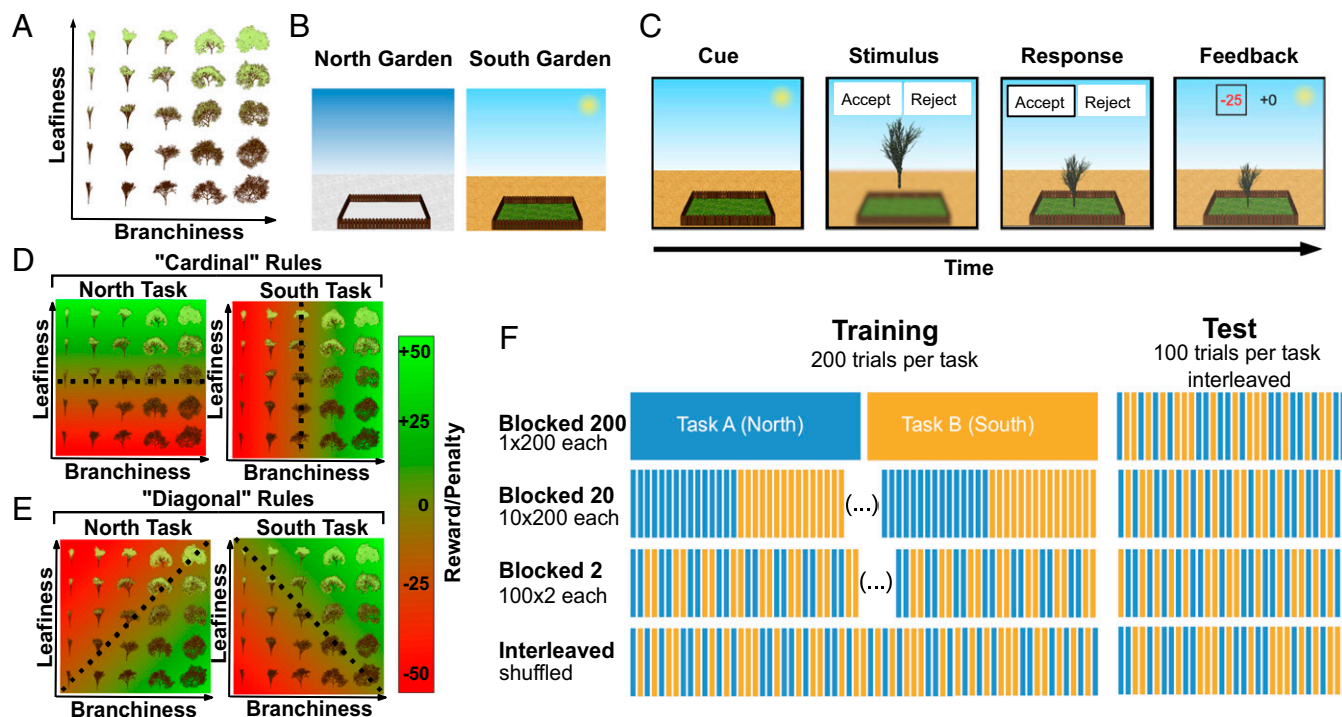 A
Leafiness
Branchiness
B
North Garden
South Garden
C
Cue
Stimulus
Response
Feedback
Accept
Reject
Accept
Reject
-25
+0
Time
D
"Cardinal" Rules
North Task
South Task
Leafiness
Leafiness
Branchiness
Branchiness
E
"Diagonal" Rules
North Task
South Task
Leafiness
Leafiness
Branchiness
Branchiness
+50
+25
0
-25
-50
Reward/Penalty
F
Training
200 trials per task
Test
100 trials per task
interleaved
Blocked 200
1x200 each
Task A (North)
Task B (South)
Blocked 20
10x200 each
(...)
Blocked 2
100x2 each
(...)
Interleaved
shuffled